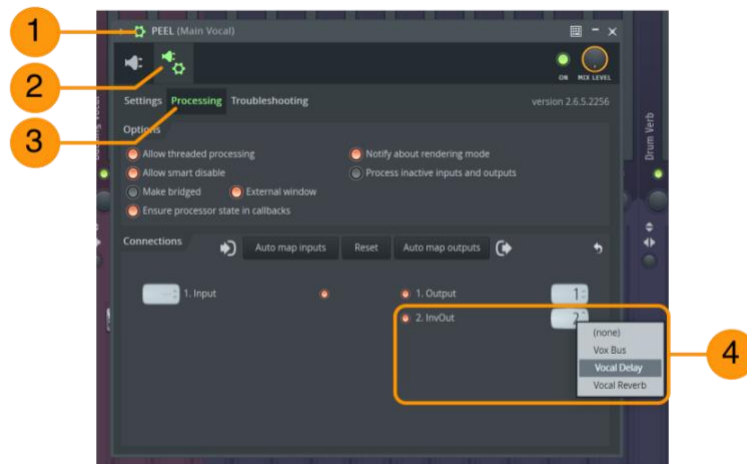 1
PEEL (Main Vocal)
2
ON
MIX LEVEL
3
Settings Processing Troubleshooting
version 2.6.5.2256
Options
Allow threaded processing
Notify about rendering mode
Allow smart disable
Process inactive inputs and outputs
Make bridged
External window
Ensure processor state in callbacks
Connections
Auto map inputs
Reset
Auto map outputs
1. Input
1. Output
1
2. InvOut
2
(none)
Vox Bus
Vocal Delay
Vocal Reverb
4
Vocal
Drum Verb